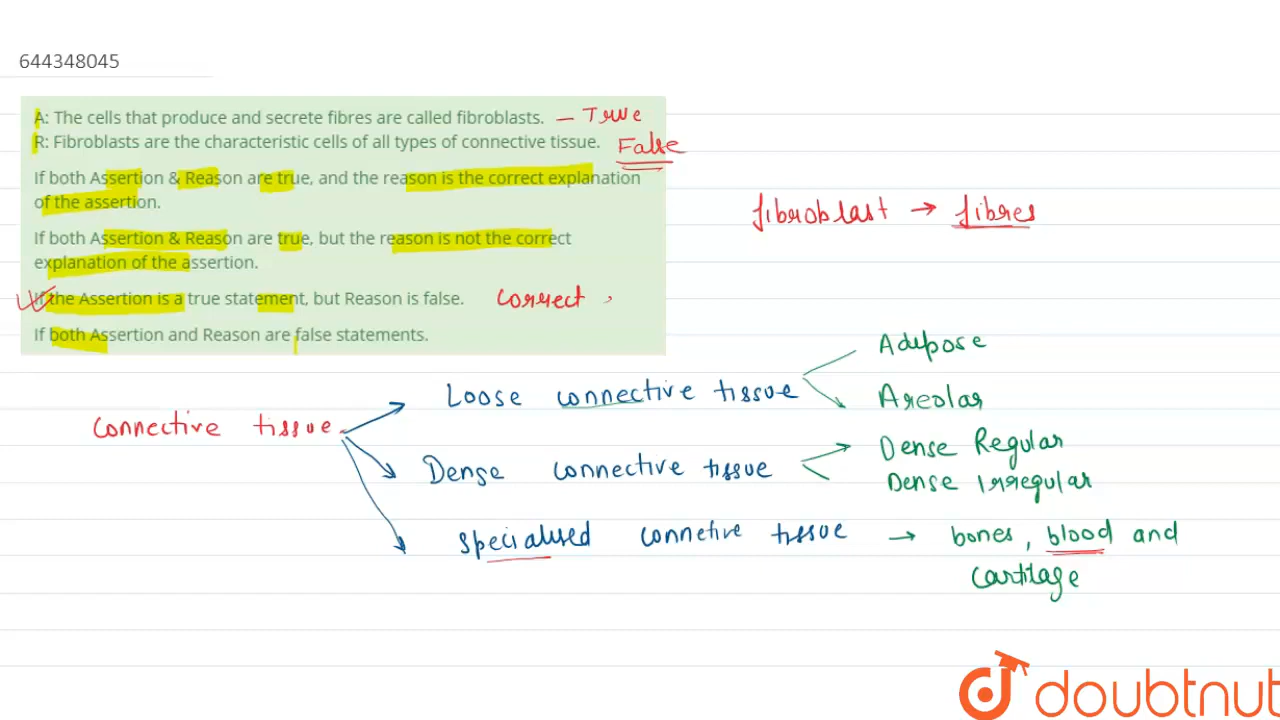 644348045
A: The cells that produce and secrete fibres are called fibroblasts. – True
R: Fibroblasts are the characteristic cells of all types of connective tissue. False
If both Assertion & Reason are true, and the reason is the correct explanation
of the assertion.
If both Assertion & Reason are true, but the reason is not the correct
explanation of the assertion.
If the Assertion is a true statement, but Reason is false. Correct
If both Assertion and Reason are false statements.
fibroblast → fibres
Connective tissue
Loose connective tissue
Adipose
Areolar
Dense connective tissue
Dense Regular
Dense Irregular
Specialised connetive tissue → bones, blood and
cartilage
doubtnut